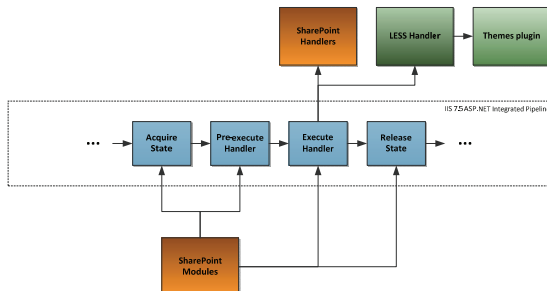 SharePoint
Handlers
LESS Handler
Themes plugin
IIS 7.5 ASP.NET Integrated Pipelin
...
Acquire
State
Pre-execute
Handler
Execute
Handler
Release
State
...
SharePoint
Modules